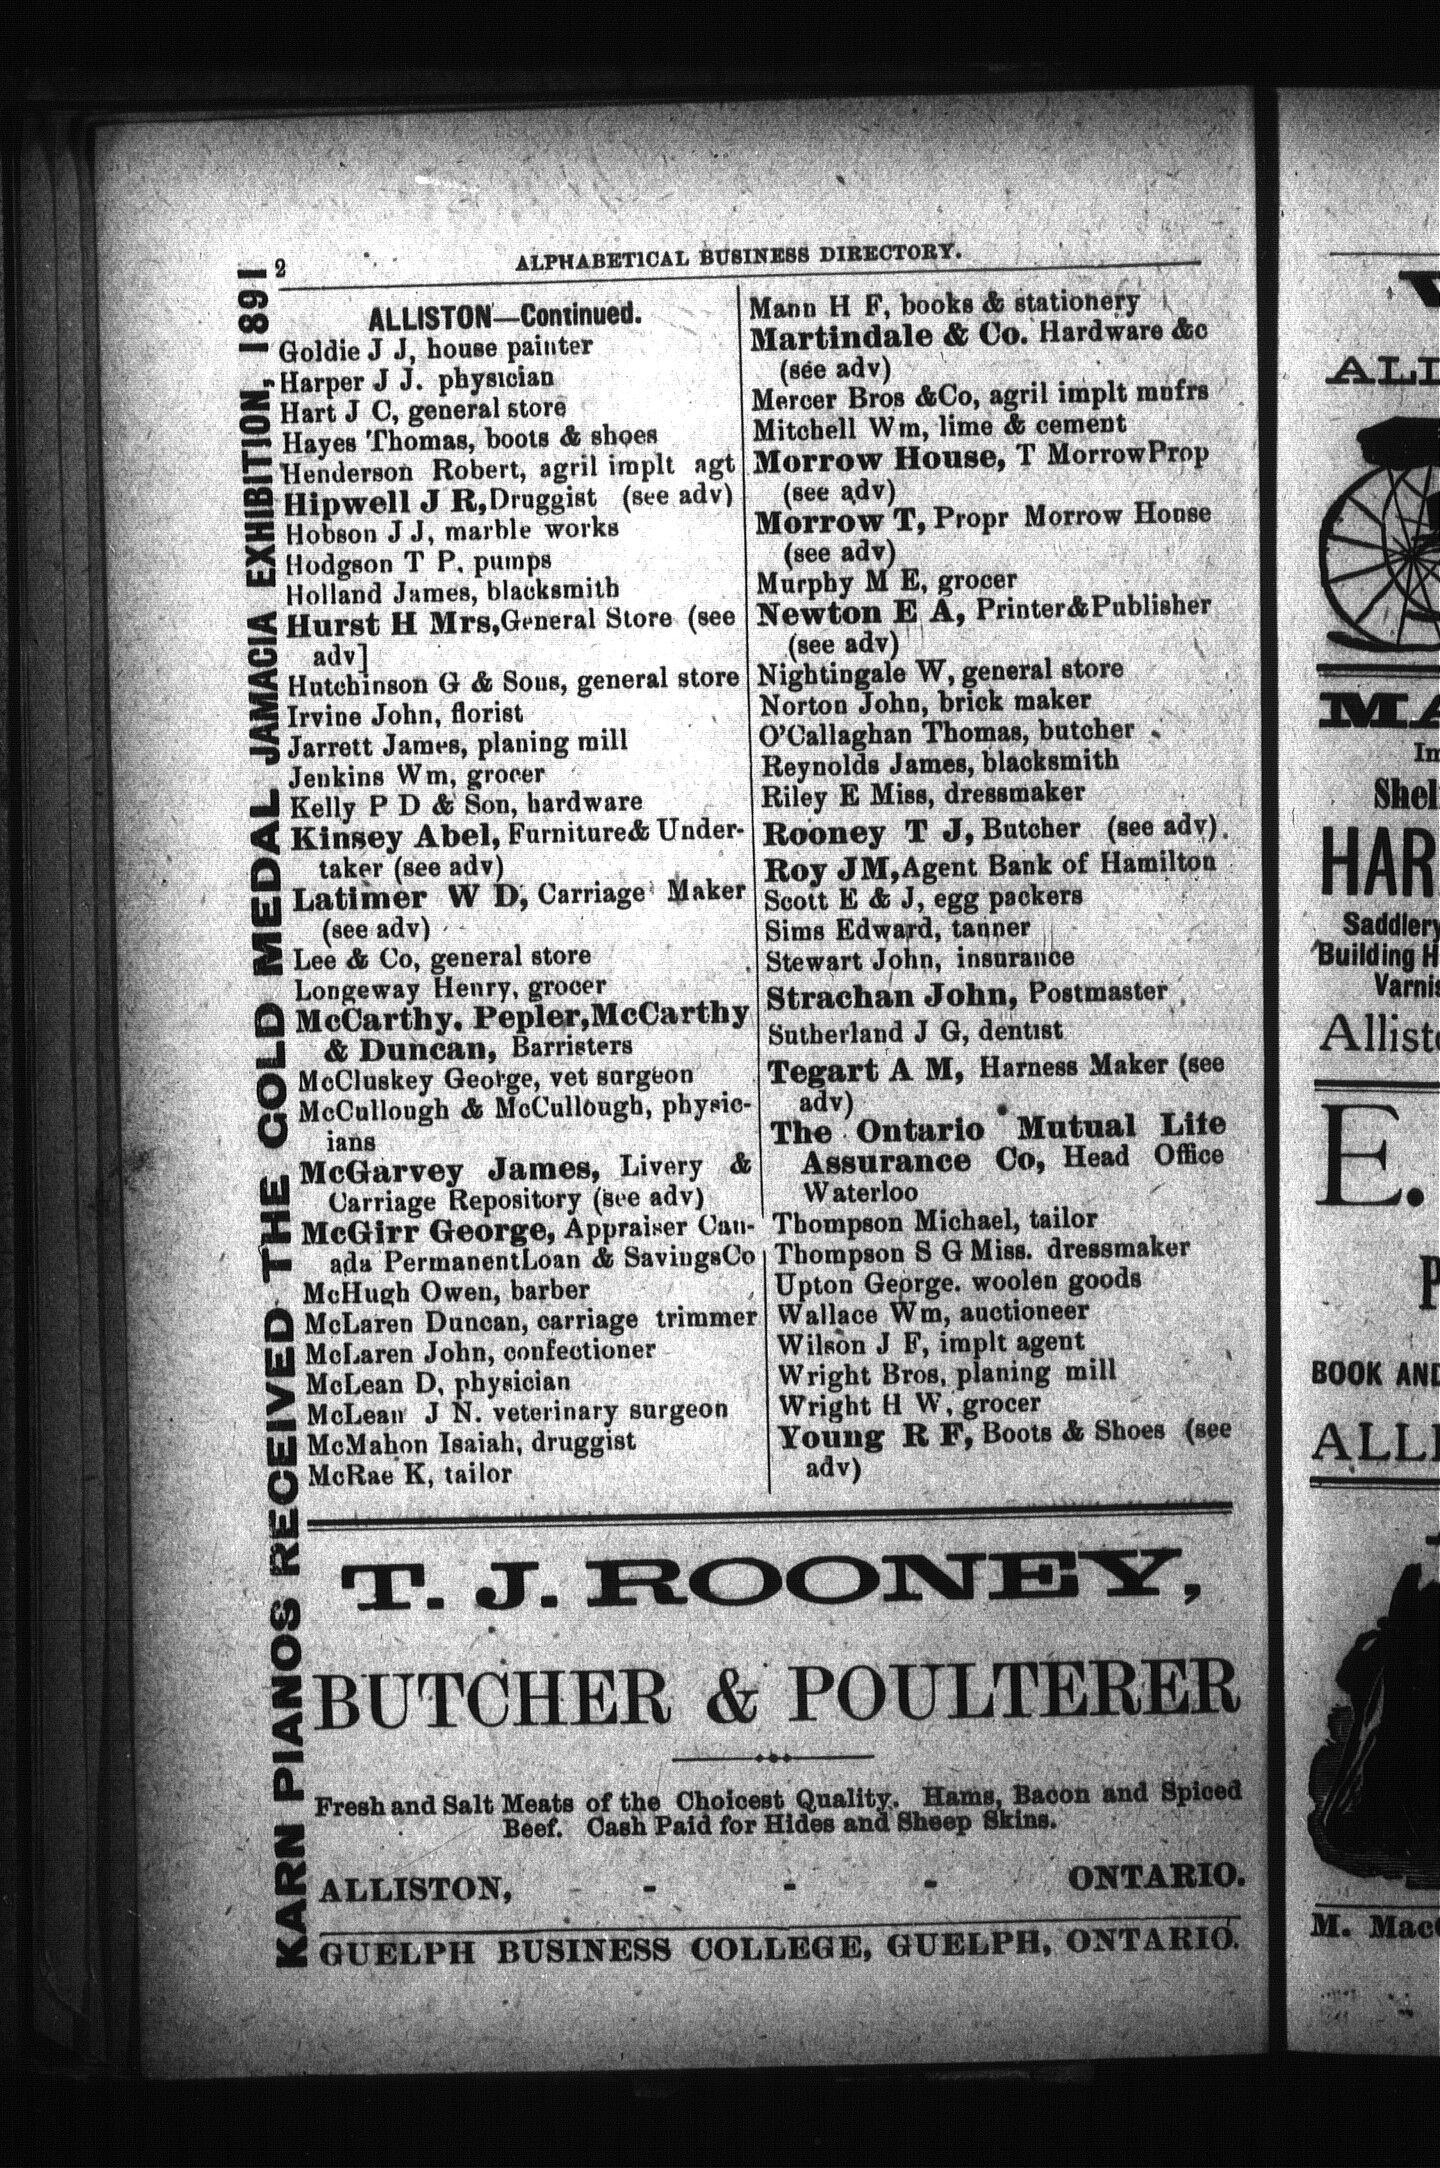 2
ALPHABETICAL BUSINESS DIRECTORY.
KARN PIANOS RECEIVED THE GOLD MEDAL JAMACIA EXHIBITION, 1891
ALLISTON—Continued.
Goldie J J, house painter
Harper J J. physician
Hart J C, general store
Hayes Thomas, boots & shoes
Henderson Robert, agril implt agt
Hipwell J R, Druggist (see adv)
Hobson J J, marble works
Hodgson T P. pumps
Holland James, blacksmith
Hurst H Mrs, General Store (see
adv]
Hutchinson G & Sons, general store
Irvine John, florist
Jarrett James, planing mill
Jenkins Wm, grocer
Kelly P D & Son, hardware
Kinsey Abel, Furniture & Under-
taker (see adv)
Latimer W D, Carriage Maker
(see adv)
Lee & Co, general store
Longeway Henry, grocer
McCarthy. Pepler, McCarthy
& Duncan, Barristers
McCluskey George, vet surgeon
McCullough & McCullough, physic-
ians
McGarvey James, Livery &
Carriage Repository (see adv)
McGirr George, Appraiser Can-
ada Permanent Loan & Savings Co
McHugh Owen, barber
McLaren Duncan, carriage trimmer
McLaren John, confectioner
McLean D, physician
McLean J N. veterinary surgeon
McMahon Isaiah, druggist
McRae K, tailor
Mann H F, books & stationery
Martindale & Co. Hardware &c
(see adv)
Mercer Bros & Co, agril implt mnfrs
Mitchell Wm, lime & cement
Morrow House, T Morrow Prop
(see adv)
Morrow T, Propr Morrow House
(see adv)
Murphy M E, grocer
Newton E A, Printer & Publisher
(see adv)
Nightingale W, general store
Norton John, brick maker
O'Callaghan Thomas, butcher
Reynolds James, blacksmith
Riley E Miss, dressmaker
Rooney T J, Butcher (see adv).
Roy J M, Agent Bank of Hamilton
Scott E & J, egg packers
Sims Edward, tanner
Stewart John, insurance
Strachan John, Postmaster
Sutherland J G, dentist
Tegart A M, Harness Maker (see
adv)
The Ontario Mutual Life
Assurance Co, Head Office
Waterloo
Thompson Michael, tailor
Thompson S G Miss. dressmaker
Upton George. woolen goods
Wallace Wm, auctioneer
Wilson J F, implt agent
Wright Bros, planing mill
Wright H W, grocer
Young R F, Boots & Shoes (see
adv)
T. J. ROONEY,
BUTCHER & POULTERER
Fresh and Salt Meats of the Choicest Quality. Hams, Bacon and Spiced
Beef. Cash Paid for Hides and Sheep Skins.
ALLISTON, - - - ONTARIO.
GUELPH BUSINESS COLLEGE, GUELPH, ONTARIO.
HAR
Saddlery
Building H
Varnis
E.
BOOK AND
ALLI
M. Mac